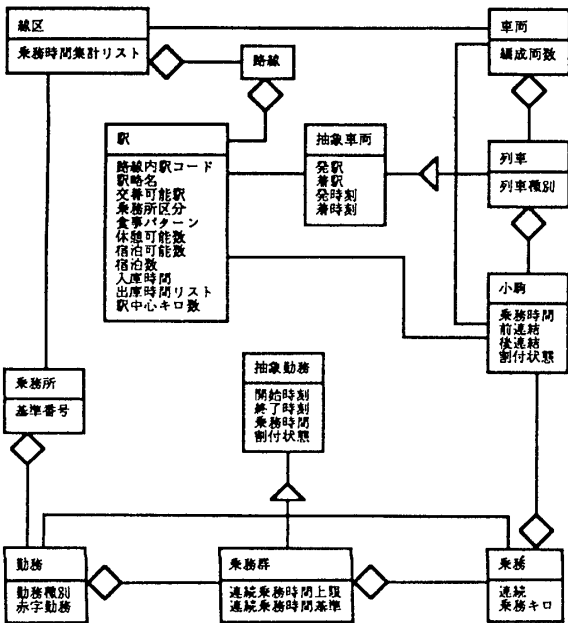 線区
乗務時間集計リスト
路線
車両
編成両数
駅
路線内駅コード
駅略名
交番可能駅
乗務所区分
食事パターン
休憩可能数
宿泊可能数
宿泊数
入庫時間
出庫時間リスト
駅中心キロ数
抽象車両
発駅
着駅
発時刻
着時刻
列車
列車種別
小駒
乗務時間
前連結
後連結
割付状態
乗務所
基準番号
抽象勤務
開始時刻
終了時刻
乗務時間
割付状態
勤務
勤務種別
赤字勤務
乗務群
連続乗務時間上限
連続乗務時間基準
乗務
連続
乗務キロ